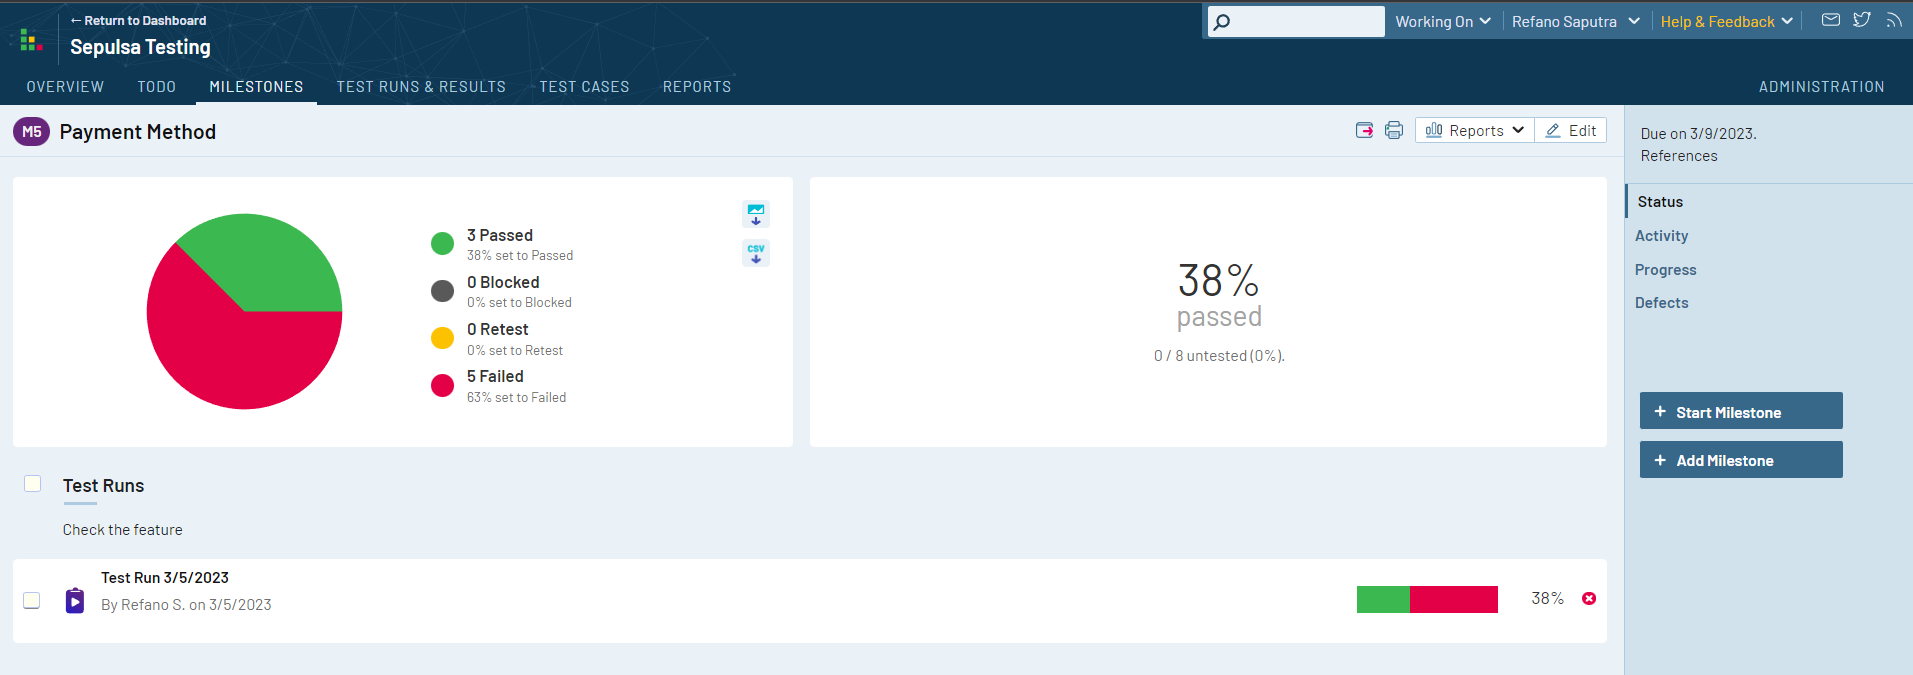 ← Return to Dashboard
Sepulsa Testing
Working On
Refano Saputra
Help & Feedback
OVERVIEW
TODO
MILESTONES
TEST RUNS & RESULTS
TEST CASES
REPORTS
ADMINISTRATION
M5
Payment Method
Reports
Edit
Due on 3/9/2023.
References
Status
Activity
Progress
Defects
+ Start Milestone
+ Add Milestone
3 Passed
38% set to Passed
0 Blocked
0% set to Blocked
0 Retest
0% set to Retest
5 Failed
63% set to Failed
CSV
38%
passed
0 / 8 untested (0%).
Test Runs
Check the feature
Test Run 3/5/2023
By Refano S. on 3/5/2023
38%